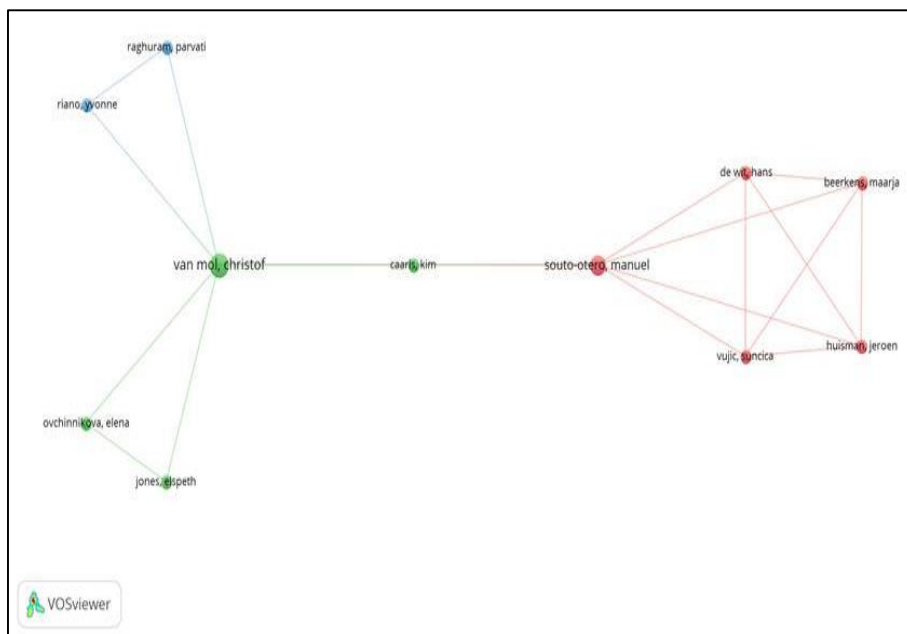 raghuram, parvati
riano, yvonne
de wit, hans
beerkens, maarja
van mol, christof
caarls, kim
souto-otero, manuel
vujic, suncica
huisman, jeroen
ovchinnikova, elena
jones, elspeth
VOSviewer